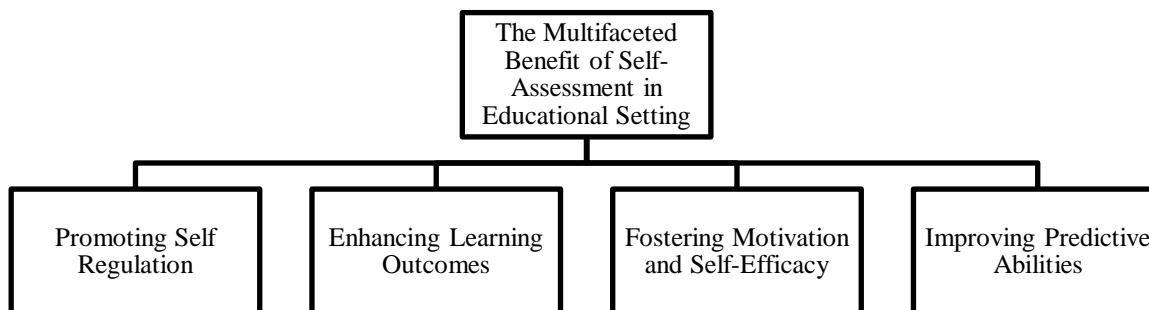 The Multifaceted
Benefit of Self-
Assessment in
Educational Setting
Promoting Self
Regulation
Enhancing Learning
Outcomes
Fostering Motivation
and Self-Efficacy
Improving Predictive
Abilities